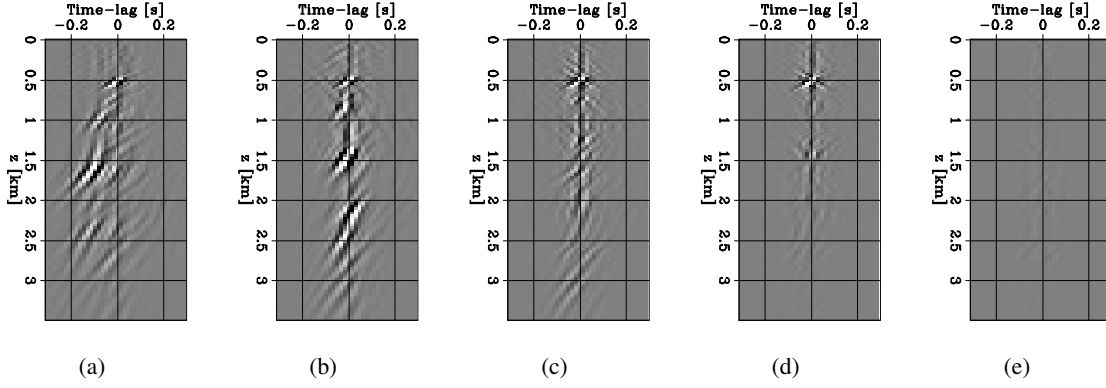 Time-lag [s] Time-lag [s] Time-lag [s] Time-lag [s] Time-lag [s]
−0.2 0 0.2 −0.2 0 0.2 −0.2 0 0.2 −0.2 0 0.2 −0.2 0 0.2
0 0 0 0 0
0.5 0.5 0.5 0.5 0.5
1 1 1 1 1
1.5 1.5 1.5 1.5 1.5
z [km] z [km] z [km] z [km] z [km]
2 2 2 2 2
2.5 2.5 2.5 2.5 2.5
3 3 3 3 3
(a) (b) (c) (d) (e)